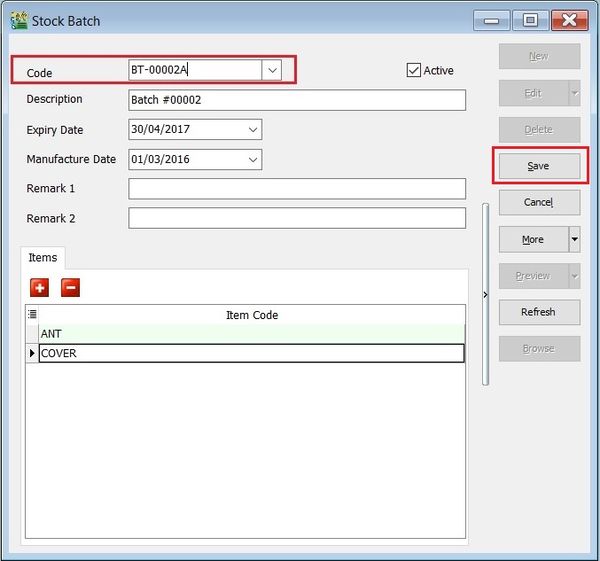 Stock Batch
Code BT-00002A Active
Description Batch #00002
Expiry Date 30/04/2017
Manufacture Date 01/03/2016
Remark 1
Remark 2
Items
Item Code
ANT
COVER
New
Edit
Delete
Save
Cancel
More
Preview
Refresh
Browse